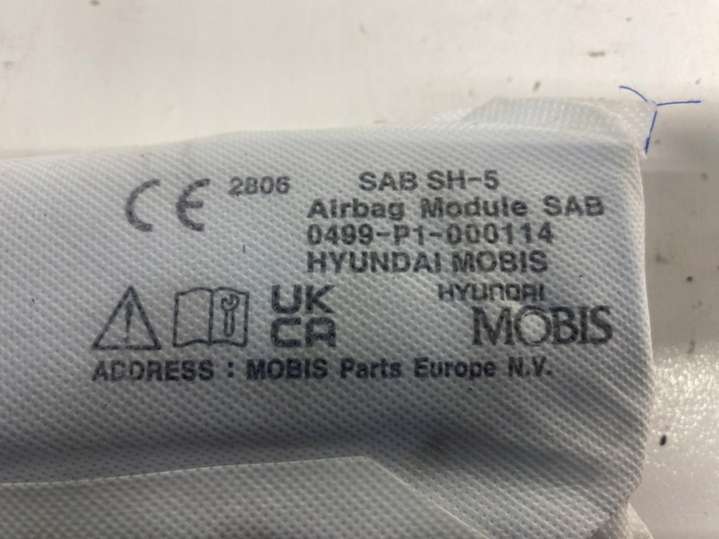 CE 2806
SAB SH-5
Airbag Module SAB
0499-P1-000114
HYUNDAI MOBIS
UK
CA
HYUNDAI
MOBIS
ADDRESS : MOBIS Parts Europe N.V.